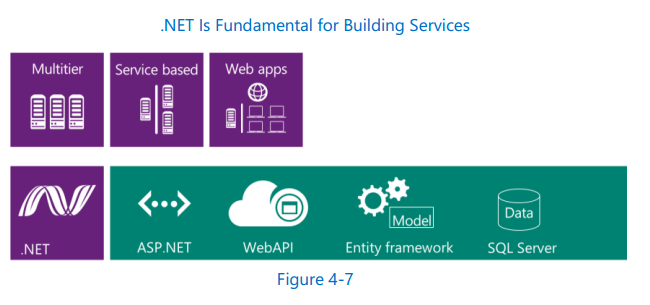 .NET Is Fundamental for Building Services
Multitier
Service based
Web apps
.NET
ASP.NET
WebAPI
Model
Entity framework
Data
SQL Server
Figure 4-7